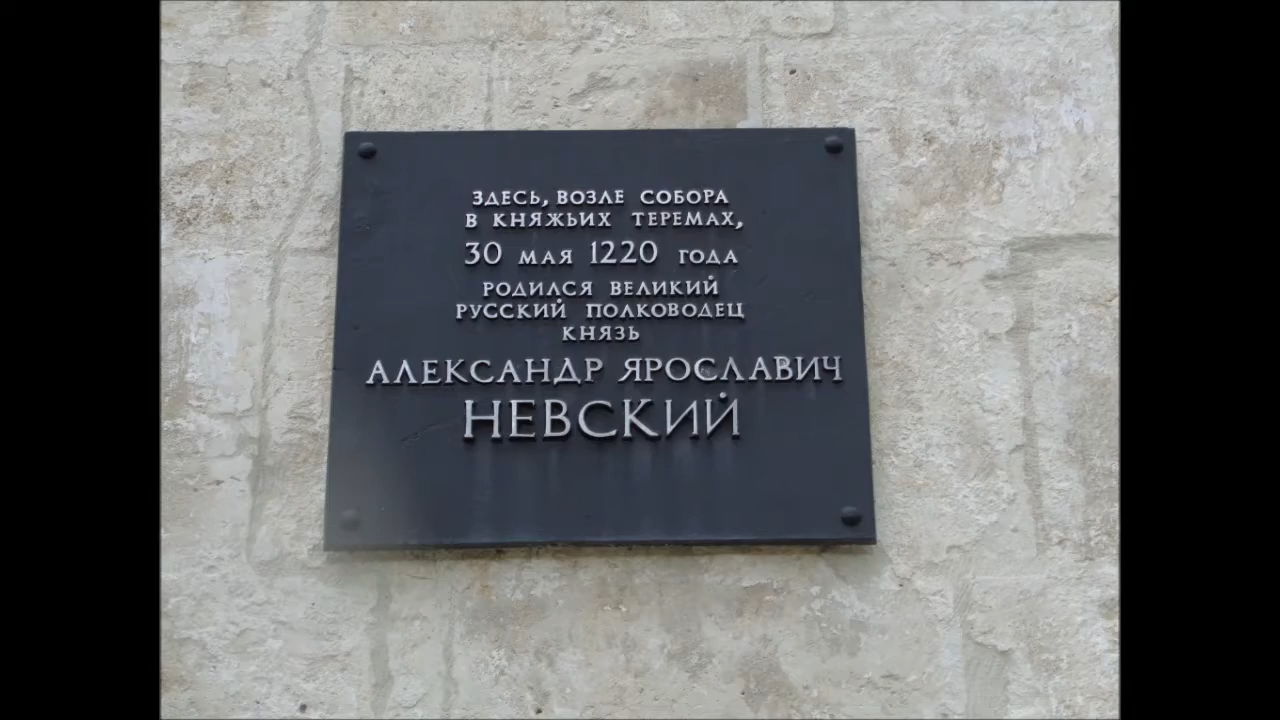 ЗДЕСЬ, ВОЗЛЕ СОБОРА
В КНЯЖЬИХ ТЕРЕМАХ,
30 МАЯ 1220 ГОДА
РОДИЛСЯ ВЕЛИКИЙ
РУССКИЙ ПОЛКОВОДЕЦ
КНЯЗЬ
АЛЕКСАНДР ЯРОСЛАВИЧ
НЕВСКИЙ